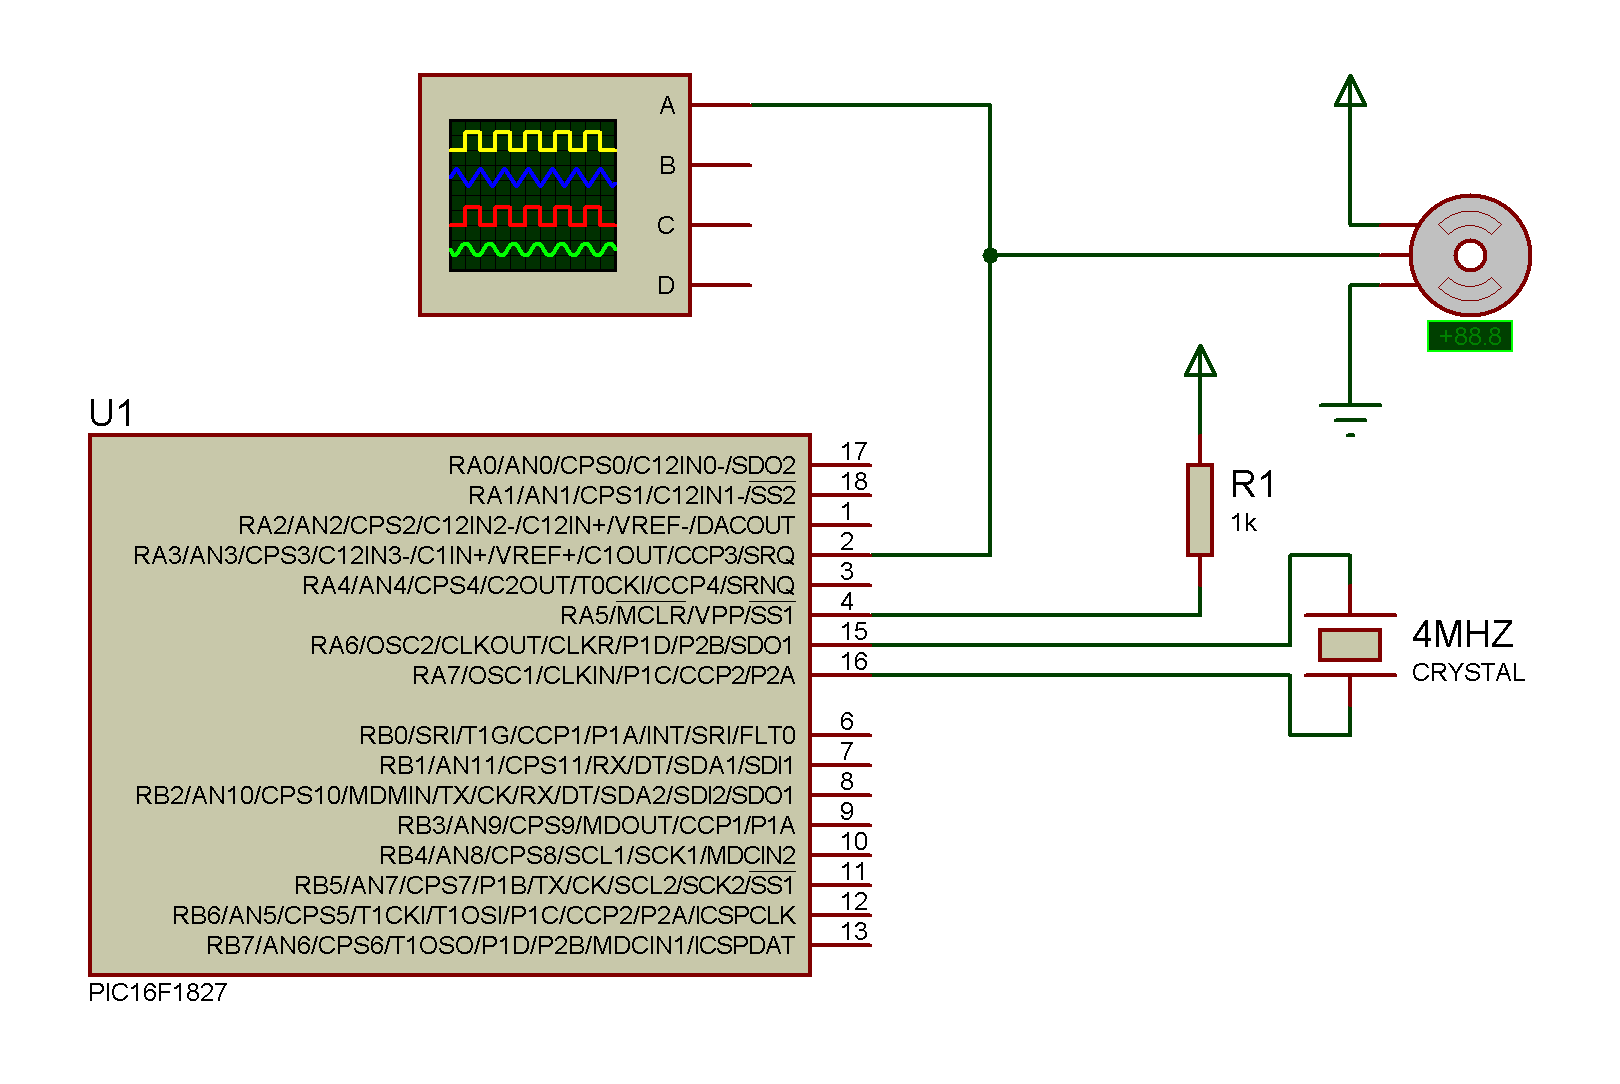 A
B
C
D
+88.8
U1
RA0/AN0/CPS0/C12IN0-/SDO2 17
RA1/AN1/CPS1/C12IN1-/SS2 18
RA2/AN2/CPS2/C12IN2-/C12IN+/VREF-/DACOUT 1
RA3/AN3/CPS3/C12IN3-/C1IN+/VREF+/C1OUT/CCP3/SRQ 2
RA4/AN4/CPS4/C2OUT/T0CKI/CCP4/SRNQ 3
RA5/MCLR/VPP/SS1 4
RA6/OSC2/CLKOUT/CLKR/P1D/P2B/SDO1 15
RA7/OSC1/CLKIN/P1C/CCP2/P2A 16
RB0/SRI/T1G/CCP1/P1A/INT/SRI/FLT0 6
RB1/AN11/CPS11/RX/DT/SDA1/SDI1 7
RB2/AN10/CPS10/MDMIN/TX/CK/RX/DT/SDA2/SDI2/SDO1 8
RB3/AN9/CPS9/MDOUT/CCP1/P1A 9
RB4/AN8/CPS8/SCL1/SCK1/MDCIN2 10
RB5/AN7/CPS7/P1B/TX/CK/SCL2/SCK2/SS1 11
RB6/AN5/CPS5/T1CKI/T1OSI/P1C/CCP2/P2A/ICSPCLK 12
RB7/AN6/CPS6/T1OSO/P1D/P2B/MDCIN1/ICSPDAT 13
PIC16F1827
R1
1k
4MHZ
CRYSTAL